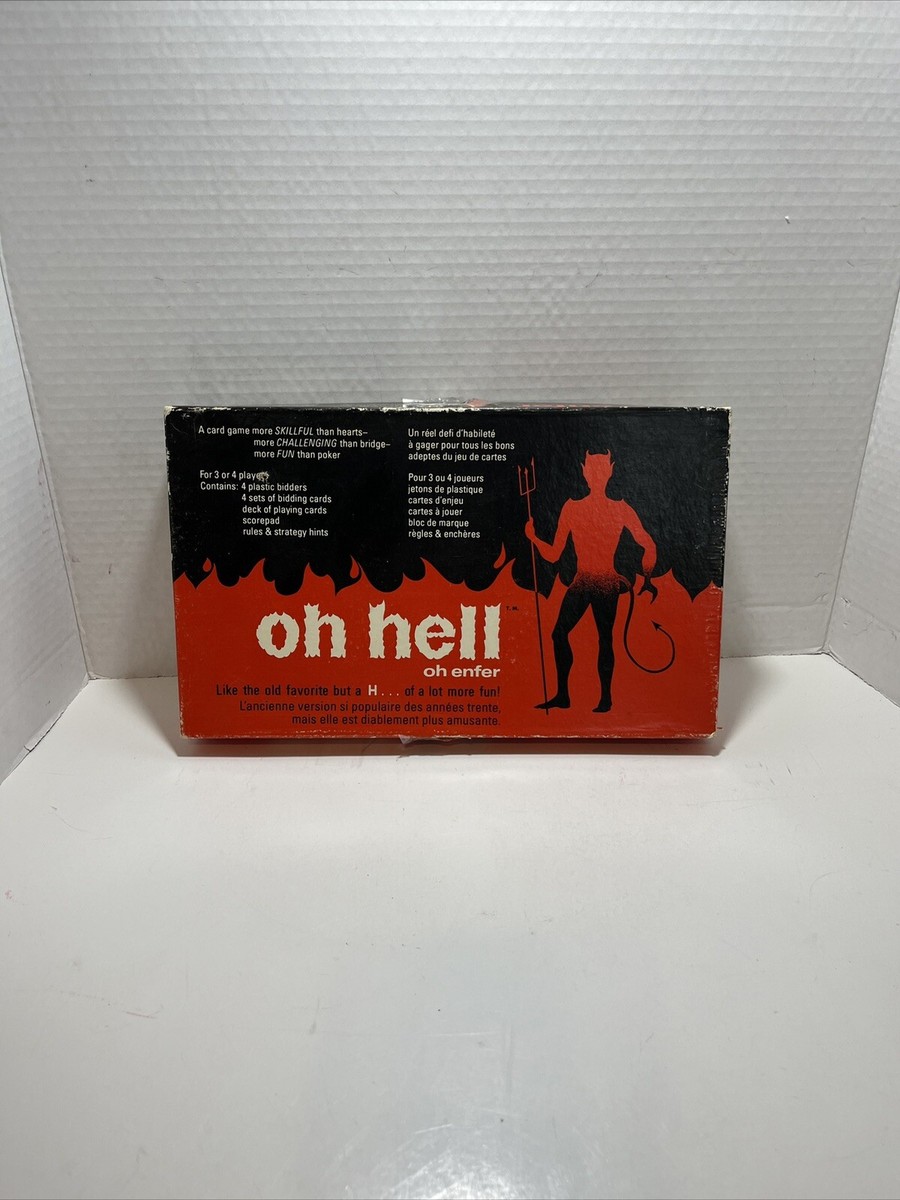 A card game more SKILLFUL than hearts–
more CHALLENGING than bridge–
more FUN than poker
For 3 or 4 players
Contains: 4 plastic bidders
4 sets of bidding cards
deck of playing cards
scorepad
rules & strategy hints
Un réel defi d'habileté
à gager pour tous les bons
adeptes du jeu de cartes
Pour 3 ou 4 joueurs
jetons de plastique
cartes d'enjeu
cartes à jouer
bloc de marque
règles & enchères
oh hell T.M.
oh enfer
Like the old favorite but a H... of a lot more fun!
L'ancienne version si populaire des années trente,
mais elle est diablement plus amusante.